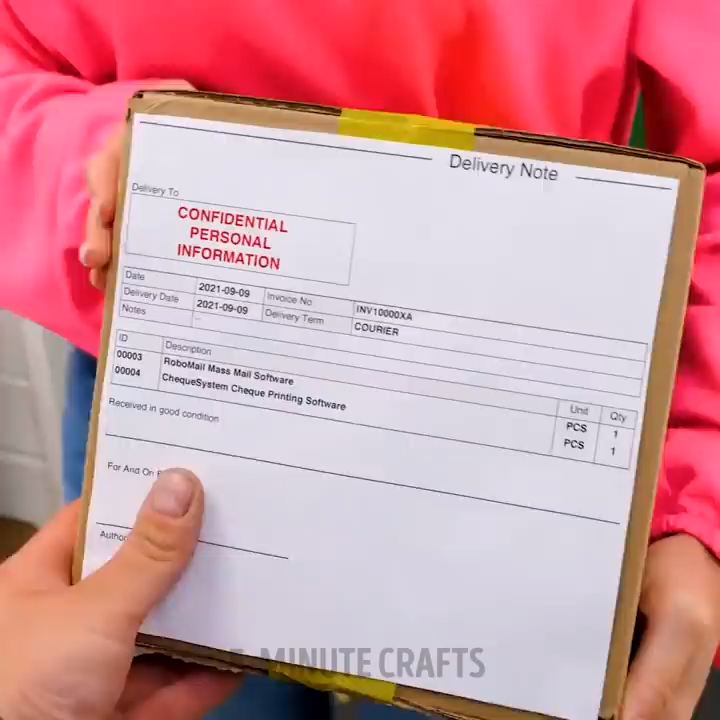 Delivery Note
Delivery To
CONFIDENTIAL
PERSONAL
INFORMATION
Date 2021-09-09 Invoice No INV10000XA
Delivery Date 2021-09-09 Delivery Term COURIER
Notes
ID Description Unit Qty
00003 RoboMail Mass Mail Software PCS 1
00004 ChequeSystem Cheque Printing Software PCS 1
Received in good condition
For And On
5-MINUTE CRAFTS